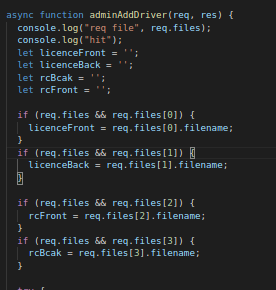 async function adminAddDriver(req, res) {
console.log("req file", req.files);
console.log("hit");
let licenceFront = '';
let licenceBack = '';
let rcBcak = '';
let rcFront = '';
if (req.files && req.files[0]) {
licenceFront = req.files[0].filename;
}
if (req.files && req.files[1]) {
licenceBack = req.files[1].filename;
}
if (req.files && req.files[2]) {
rcFront = req.files[2].filename;
}
if (req.files && req.files[3]) {
rcBcak = req.files[3].filename;
}
try {